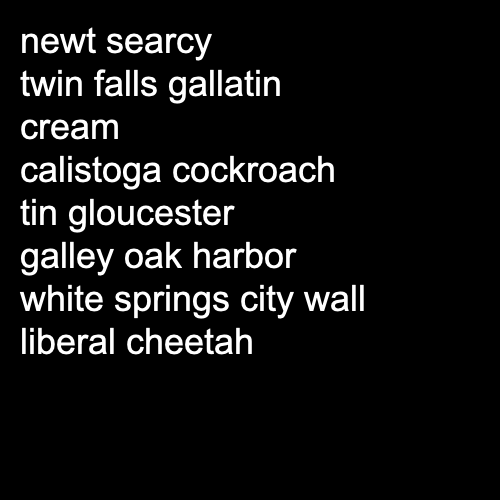 newt searcy
twin falls gallatin
cream
calistoga cockroach
tin gloucester
galley oak harbor
white springs city wall
liberal cheetah